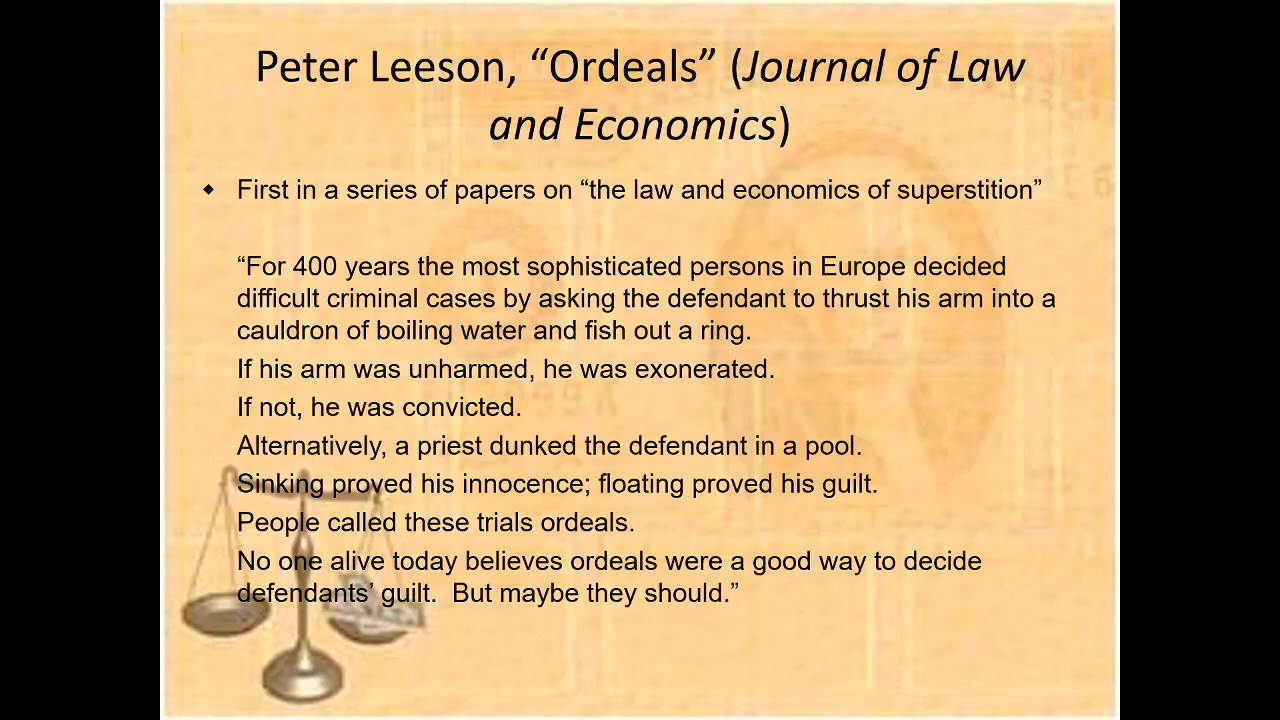 Peter Leeson, “Ordeals” (Journal of Law
and Economics)
First in a series of papers on “the law and economics of superstition”
“For 400 years the most sophisticated persons in Europe decided
difficult criminal cases by asking the defendant to thrust his arm into a
cauldron of boiling water and fish out a ring.
If his arm was unharmed, he was exonerated.
If not, he was convicted.
Alternatively, a priest dunked the defendant in a pool.
Sinking proved his innocence; floating proved his guilt.
People called these trials ordeals.
No one alive today believes ordeals were a good way to decide
defendants’ guilt.  But maybe they should.”